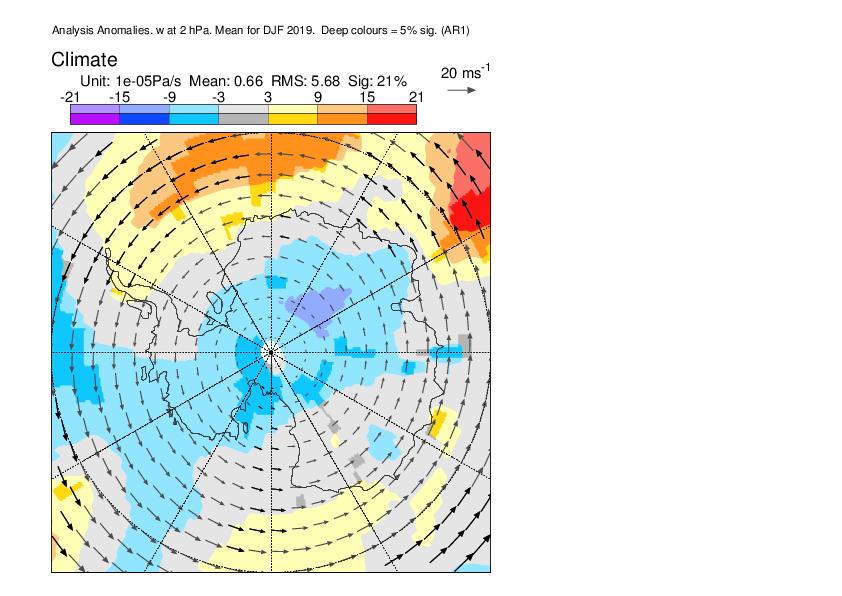 Analysis Anomalies. w at 2 hPa. Mean for DJF 2019. Deep colours = 5% sig. (AR1)
Climate
Unit: 1e-05Pa/s Mean: 0.66 RMS: 5.68 Sig: 21%
20 ms-1
-21 -15 -9 -3 3 9 15 21